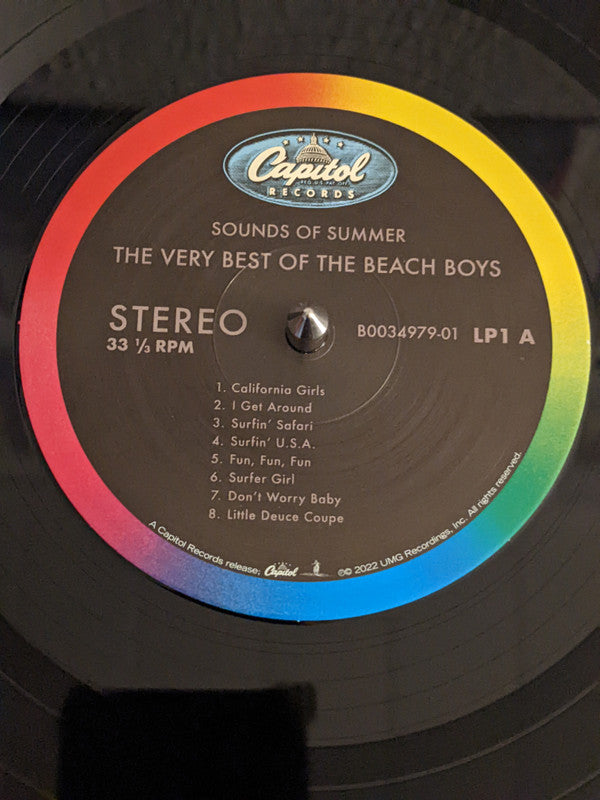 Capitol
REG. U.S. PAT. OFF.
RECORDS
SOUNDS OF SUMMER
THE VERY BEST OF THE BEACH BOYS
STEREO
33 ⅓ RPM
B0034979-01 LP1 A
1. California Girls
2. I Get Around
3. Surfin' Safari
4. Surfin' U.S.A.
5. Fun, Fun, Fun
6. Surfer Girl
7. Don't Worry Baby
8. Little Deuce Coupe
A Capitol Records release; Capitol ℗© 2022 UMG Recordings, Inc. All rights reserved.